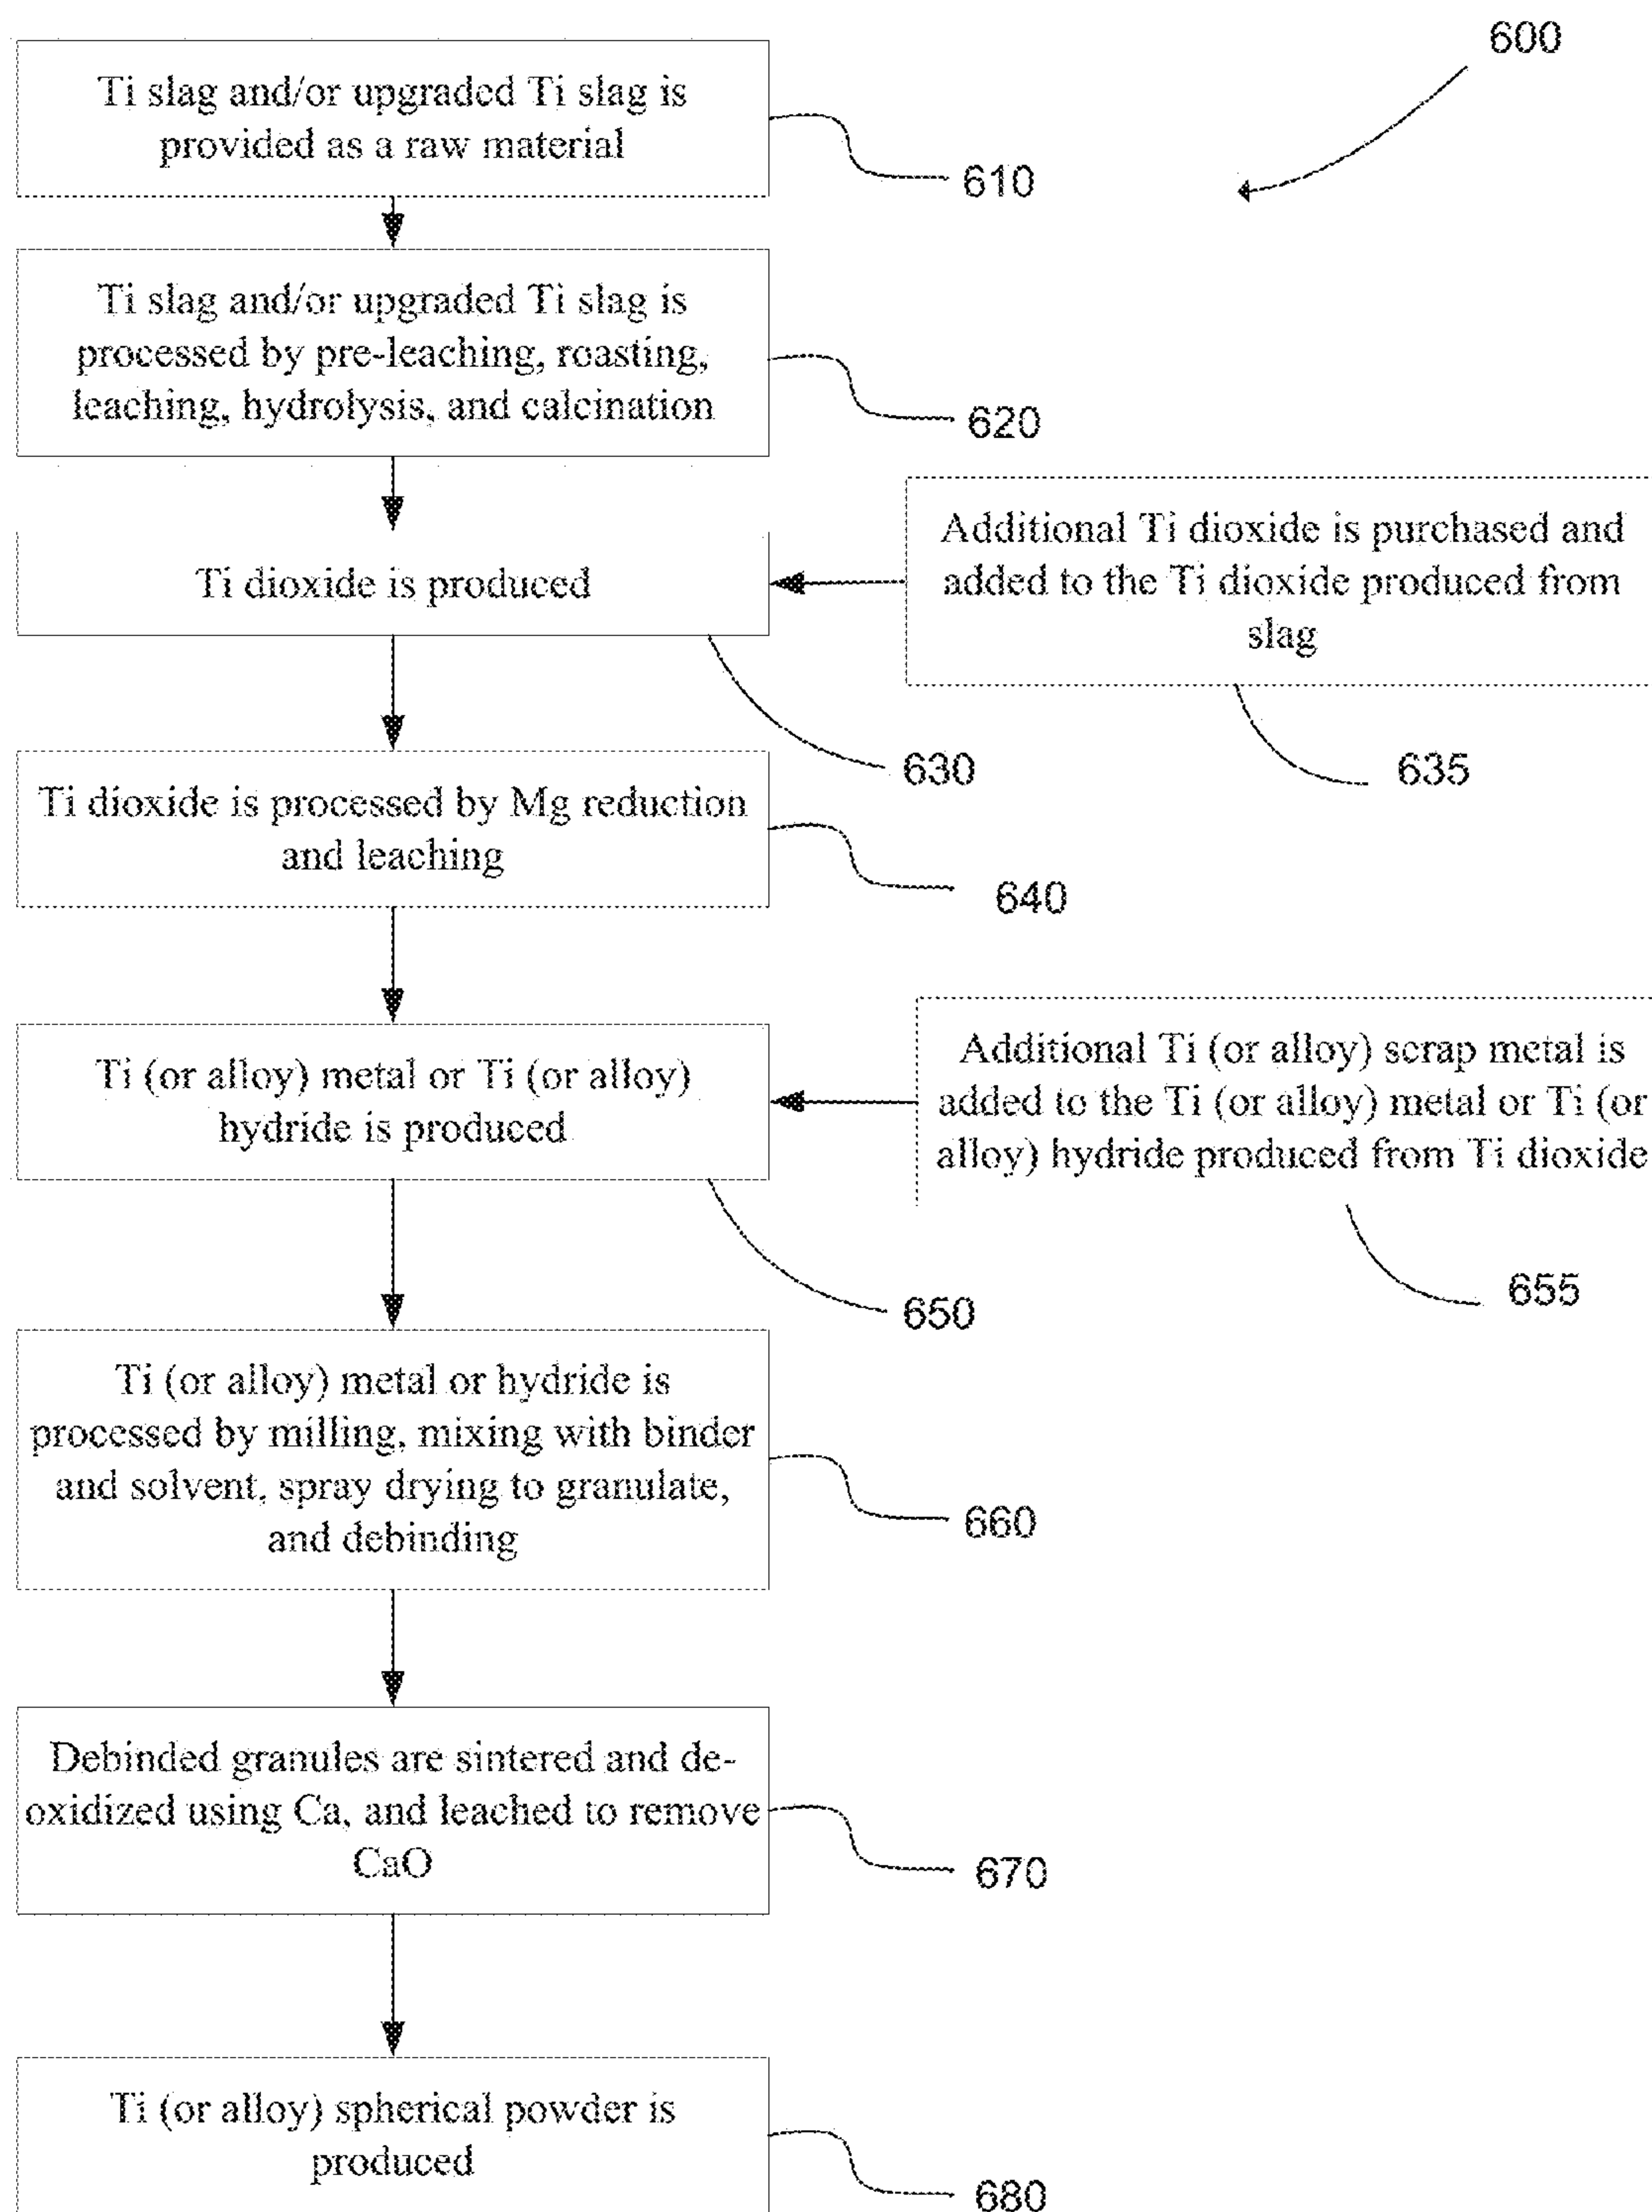 600
Ti slag and/or upgraded Ti slag is
provided as a raw material
610
Ti slag and/or upgraded Ti slag is
processed by pre-leaching, roasting,
leaching, hydrolysis, and calcination
620
Ti dioxide is produced
630
Additional Ti dioxide is purchased and
added to the Ti dioxide produced from
slag
635
Ti dioxide is processed by Mg reduction
and leaching
640
Ti (or alloy) metal or Ti (or alloy)
hydride is produced
650
Additional Ti (or alloy) scrap metal is
added to the Ti (or alloy) metal or Ti (or
alloy) hydride produced from Ti dioxide
655
Ti (or alloy) metal or hydride is
processed by milling, mixing with binder
and solvent, spray drying to granulate,
and debinding
660
Debinded granules are sintered and de-
oxidized using Ca, and leached to remove
CaO
670
Ti (or alloy) spherical powder is
produced
680